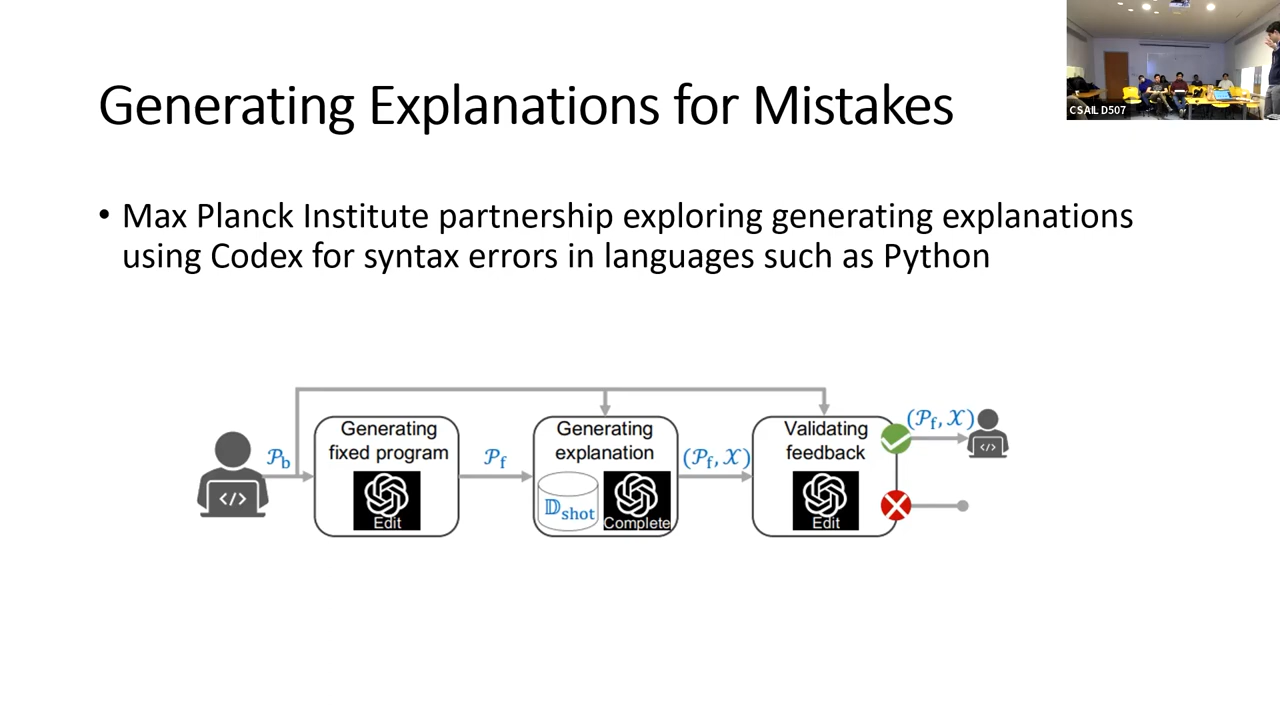 Generating Explanations for Mistakes
CSAIL D507
• Max Planck Institute partnership exploring generating explanations
using Codex for syntax errors in languages such as Python
𝒫b
Generating
fixed program
Edit
𝒫f
Generating
explanation
𝔻shot
Complete
(𝒫f, 𝒳)
Validating
feedback
Edit
(𝒫f, 𝒳)
</>
</>